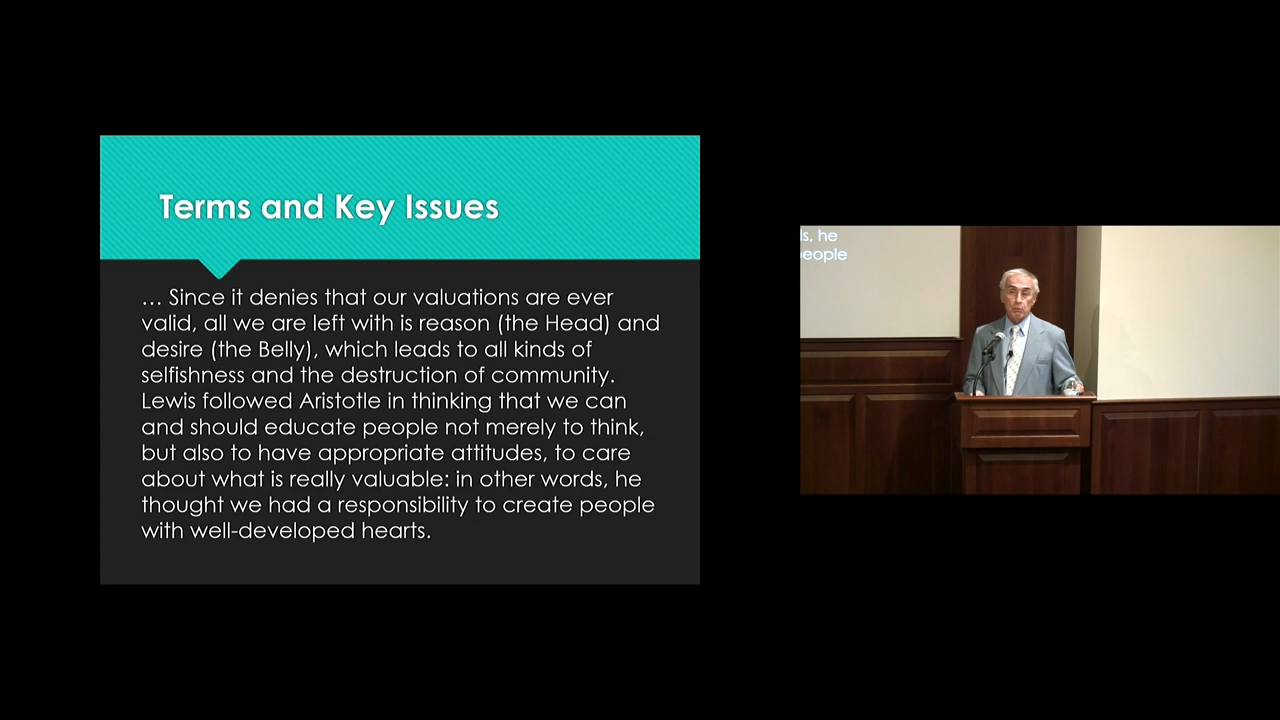 Terms and Key Issues
… Since it denies that our valuations are ever
valid, all we are left with is reason (the Head) and
desire (the Belly), which leads to all kinds of
selfishness and the destruction of community.
Lewis followed Aristotle in thinking that we can
and should educate people not merely to think,
but also to have appropriate attitudes, to care
about what is really valuable: in other words, he
thought we had a responsibility to create people
with well-developed hearts.
ls, he
people